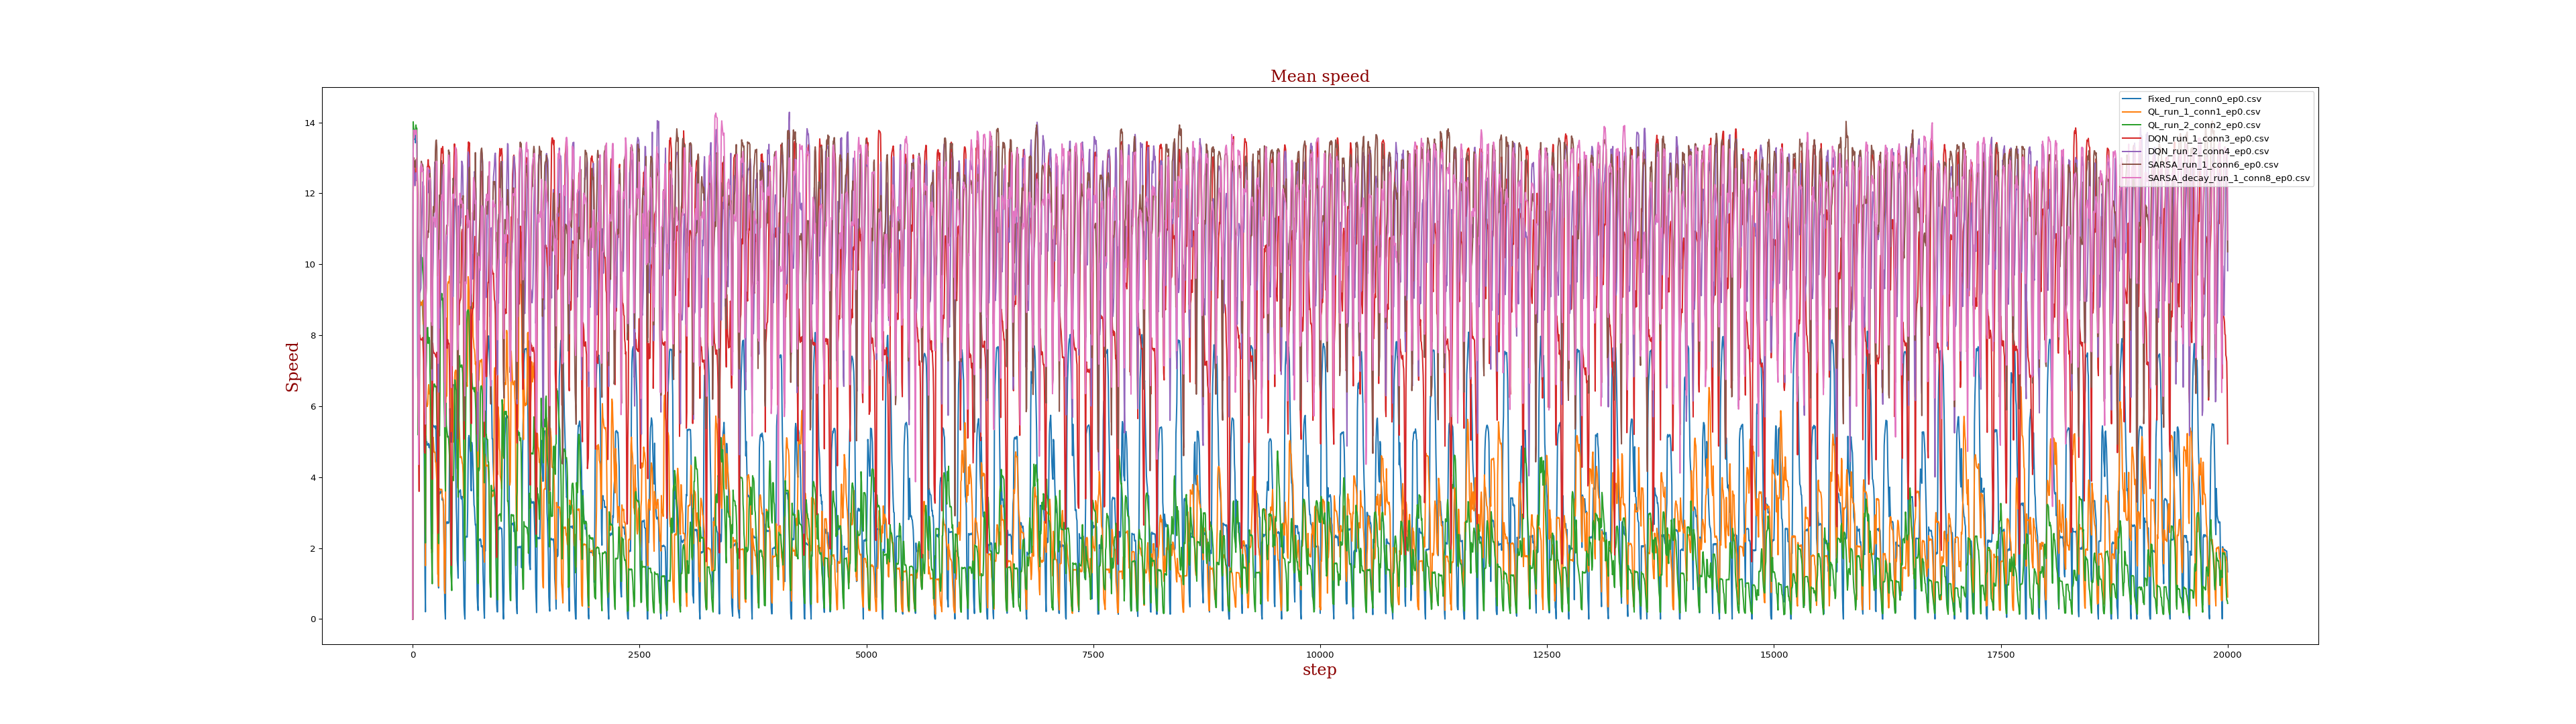 Mean speed
Speed
14
12
10
8
6
4
2
0
Fixed_run_conn0_ep0.csv
QL_run_1_conn1_ep0.csv
QL_run_2_conn2_ep0.csv
DQN_run_1_conn3_ep0.csv
DQN_run_2_conn4_ep0.csv
SARSA_run_1_conn6_ep0.csv
SARSA_decay_run_1_conn8_ep0.csv
0 2500 5000 7500 10000 12500 15000 17500 20000
step